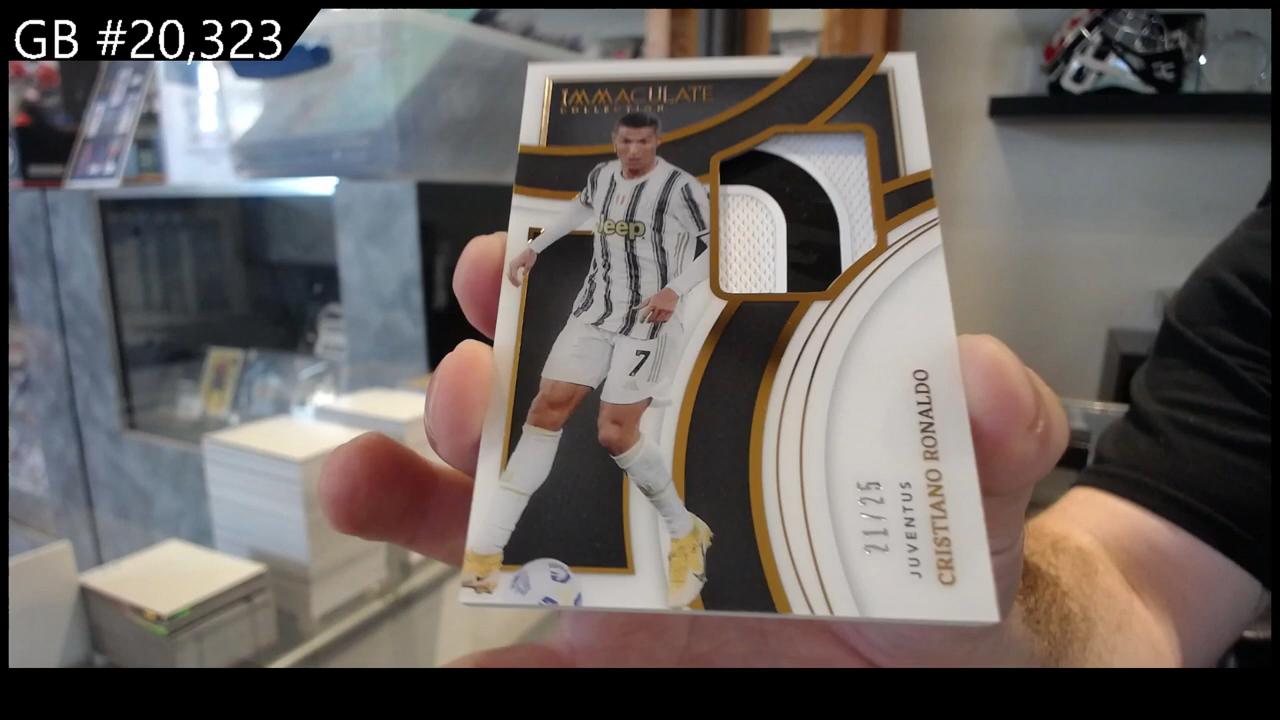 GB #20,323
IMMACULATE
COLLECTION
Jeep
7
21/25
JUVENTUS
CRISTIANO RONALDO